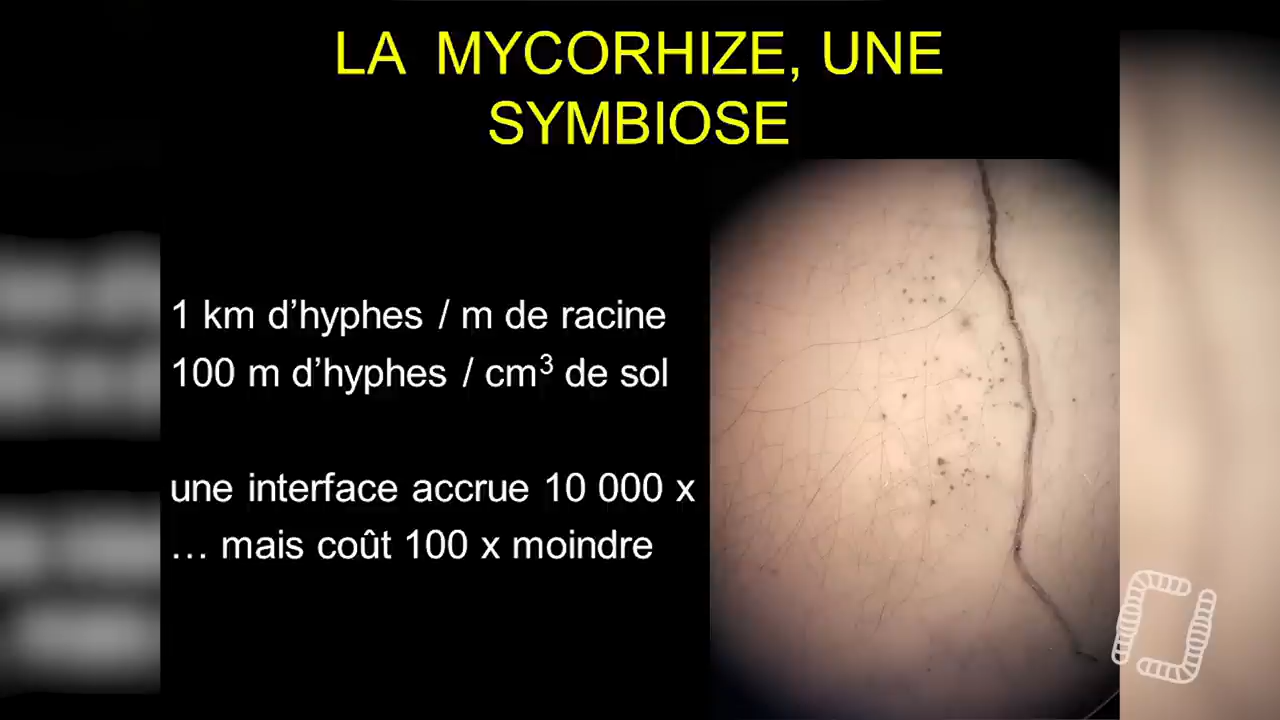 LA MYCORHIZE, UNE
SYMBIOSE
1 km d’hyphes / m de racine
100 m d’hyphes / cm³ de sol
une interface accrue 10 000 x
… mais coût 100 x moindre